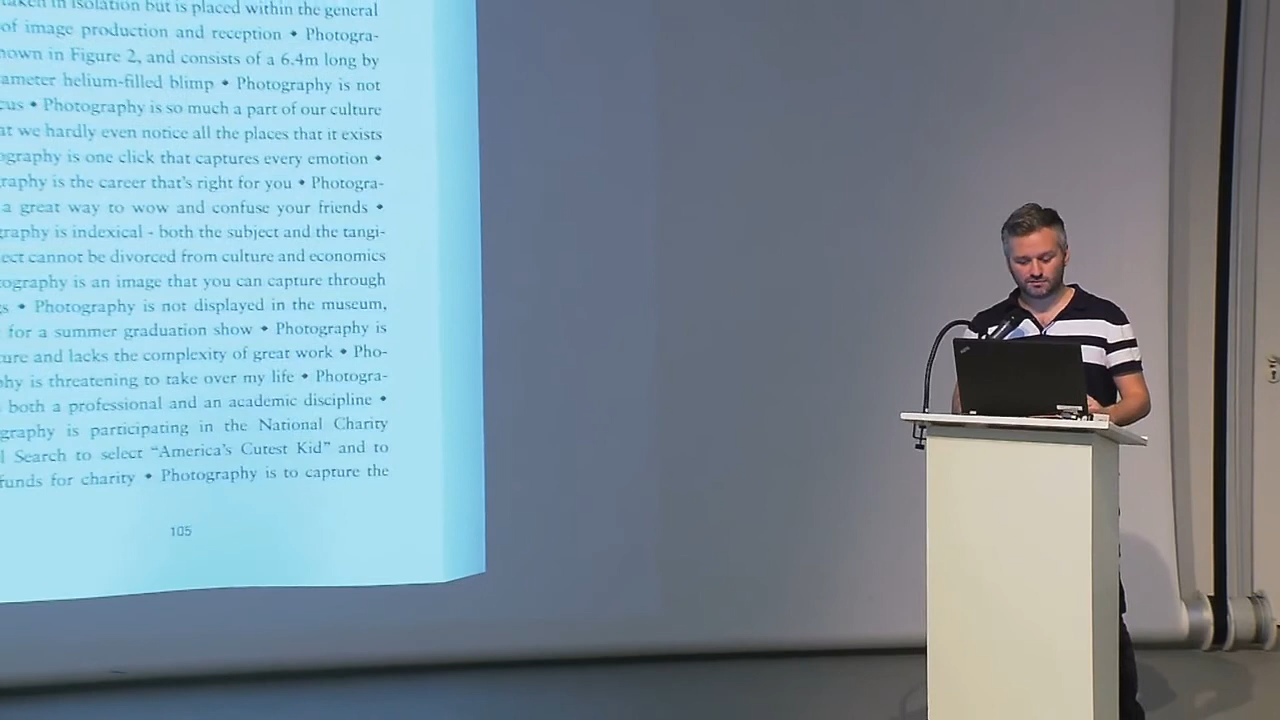 taken in isolation but is placed within the general
of image production and reception • Photogra-
hown in Figure 2, and consists of a 6.4m long by
ameter helium-filled blimp • Photography is not
cus • Photography is so much a part of our culture
at we hardly even notice all the places that it exists
ography is one click that captures every emotion •
raphy is the career that's right for you • Photogra-
a great way to wow and confuse your friends •
graphy is indexical - both the subject and the tangi-
ect cannot be divorced from culture and economics
tography is an image that you can capture through
gs • Photography is not displayed in the museum,
for a summer graduation show • Photography is
ture and lacks the complexity of great work • Pho-
phy is threatening to take over my life • Photogra-
both a professional and an academic discipline •
graphy is participating in the National Charity
l Search to select "America's Cutest Kid" and to
funds for charity • Photography is to capture the
105